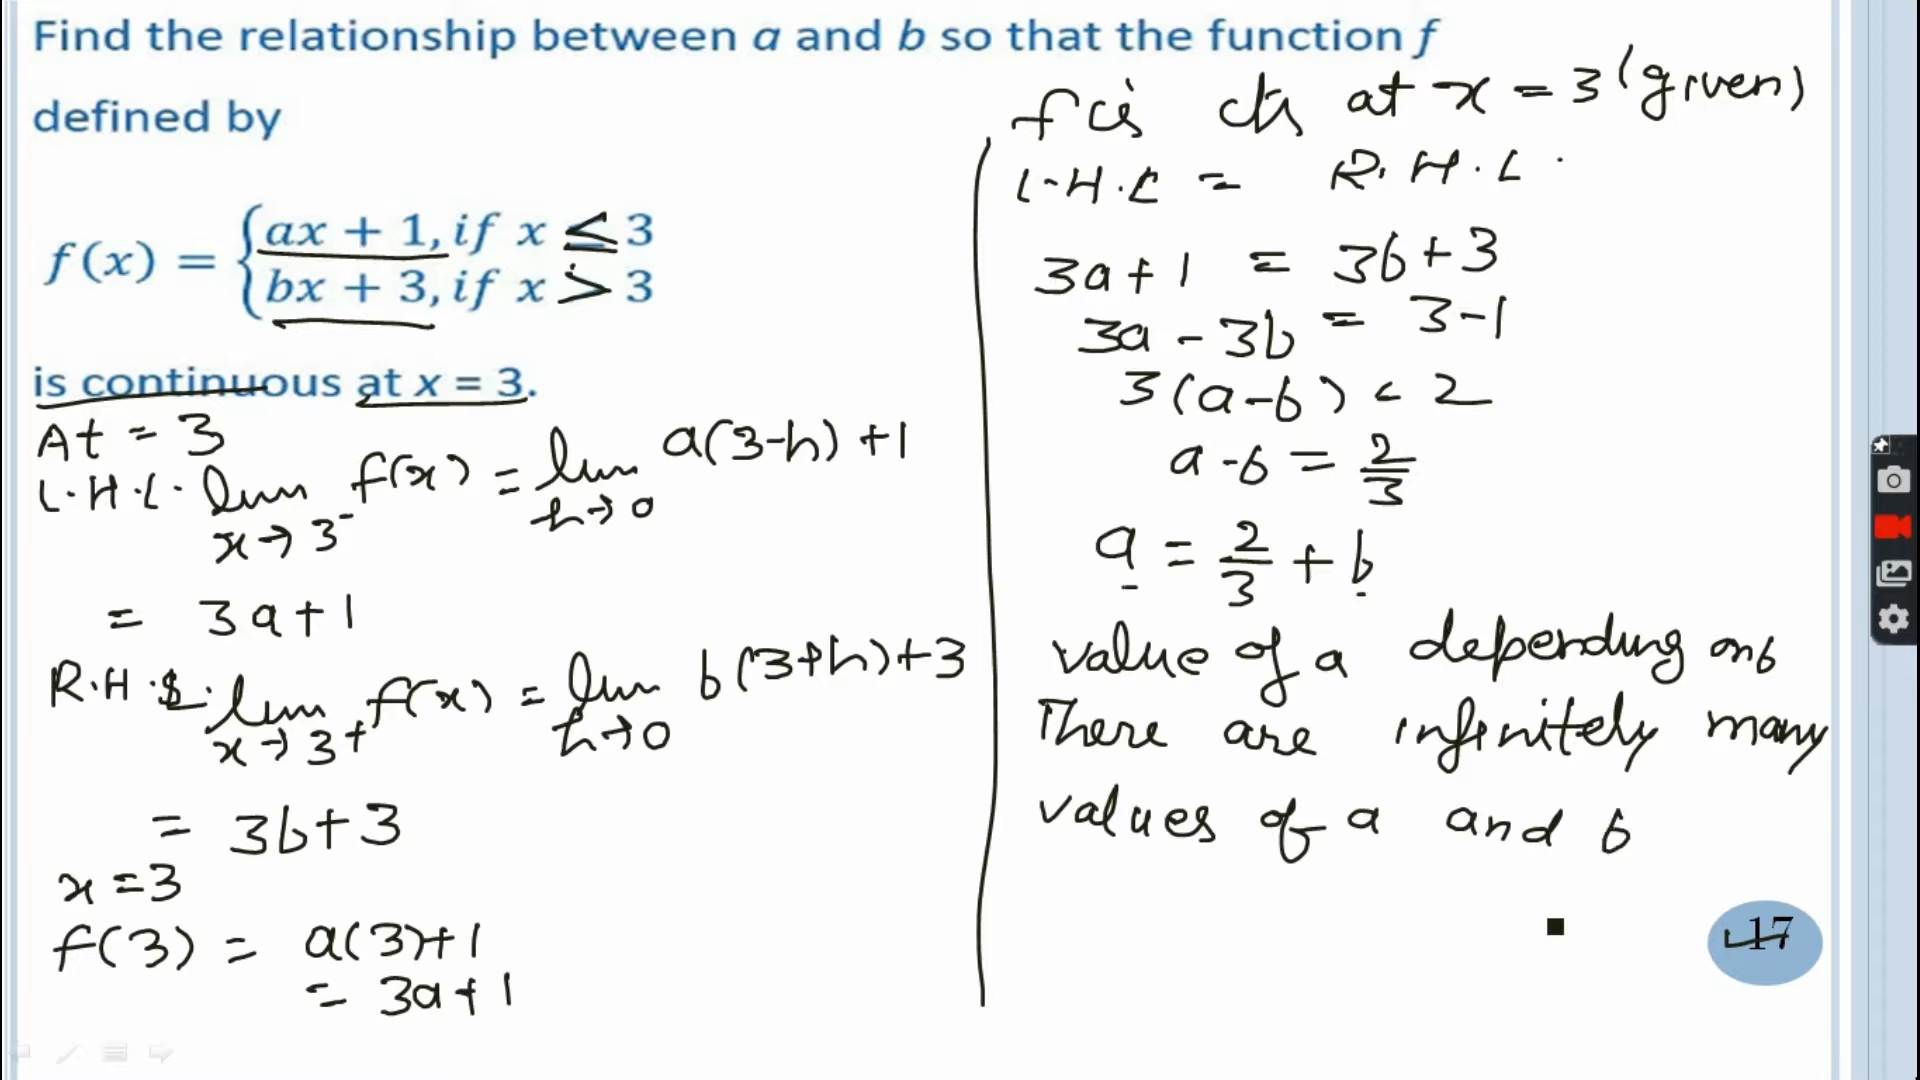 Find the relationship between a and b so that the function f
defined by
f(x) = {ax + 1, if x ≤ 3
{bx + 3, if x > 3
is continuous at x = 3.
At = 3
L.H.L. lim x→3⁻ f(x) = lim h→0 a(3-h)+1
= 3a+1
R.H.L. lim x→3+ f(x) = lim h→0 b(3+h)+3
= 3b+3
x=3
f(3) = a(3)+1
= 3a+1
f is cts at x = 3 (given)
L.H.L = R.H.L.
3a+1 = 3b+3
3a - 3b = 3-1
3(a-b) = 2
a-b = 2/3
a = 2/3 + b
value of a depending on b
There are infinitely many
values of a and b
17